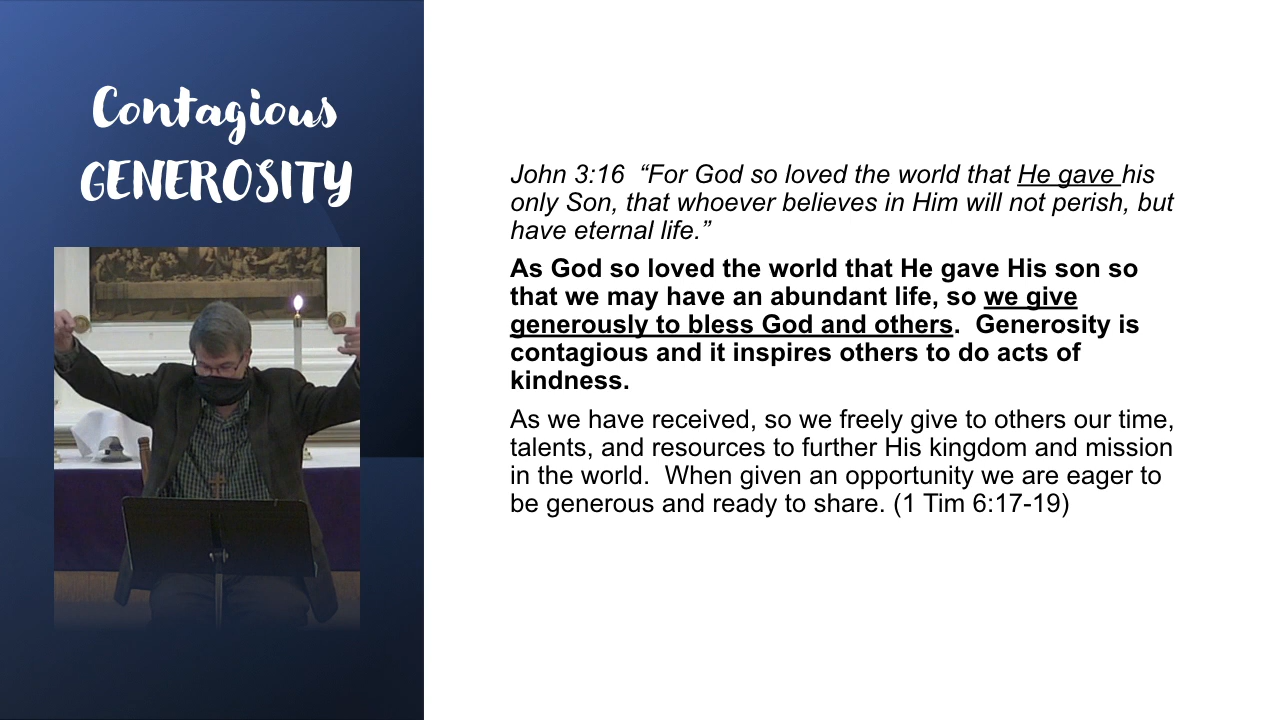 Contagious
GENEROSITY
John 3:16  “For God so loved the world that He gave his
only Son, that whoever believes in Him will not perish, but
have eternal life.”
As God so loved the world that He gave His son so
that we may have an abundant life, so we give
generously to bless God and others.  Generosity is
contagious and it inspires others to do acts of
kindness.
As we have received, so we freely give to others our time,
talents, and resources to further His kingdom and mission
in the world.  When given an opportunity we are eager to
be generous and ready to share. (1 Tim 6:17-19)